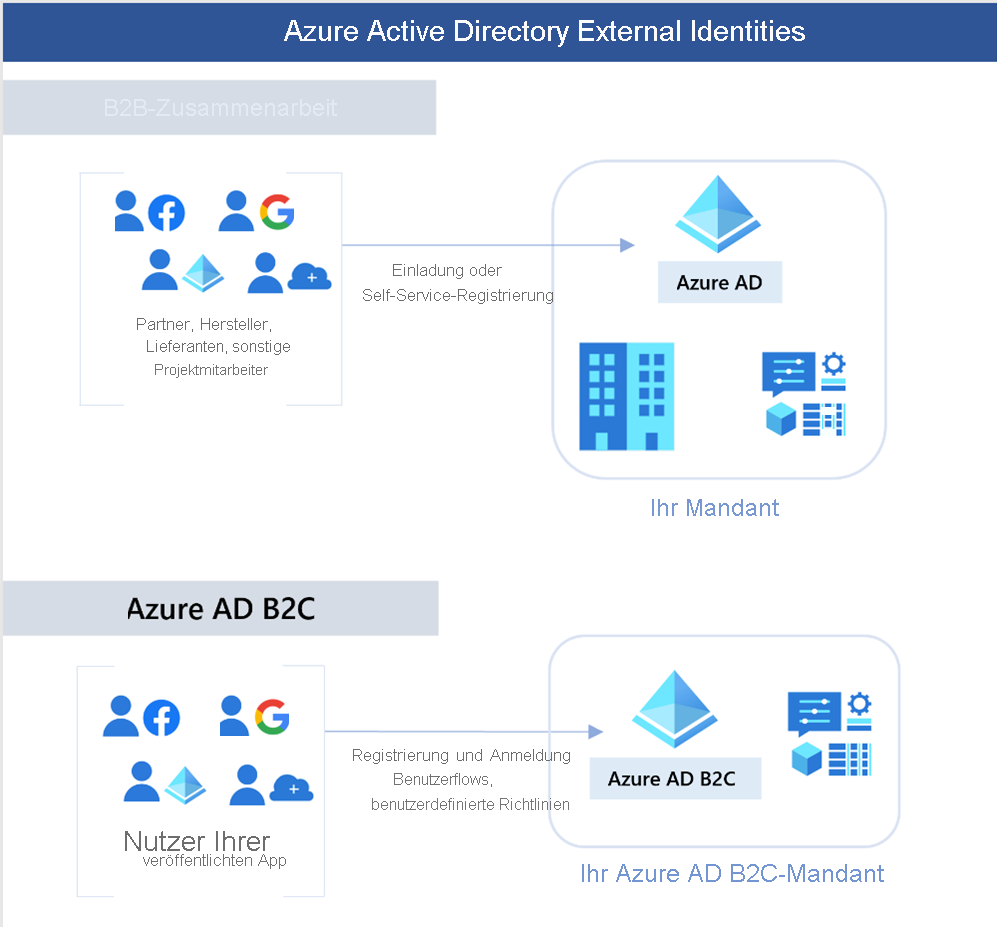 Azure Active Directory External Identities
B2B-Zusammenarbeit
Einladung oder
Self-Service-Registrierung
Partner, Hersteller,
Lieferanten, sonstige
Projektmitarbeiter
Azure AD
Ihr Mandant
Azure AD B2C
Registrierung und Anmeldung
Benutzerflows,
benutzerdefinierte Richtlinien
Nutzer Ihrer
veröffentlichten App
Azure AD B2C
Ihr Azure AD B2C-Mandant